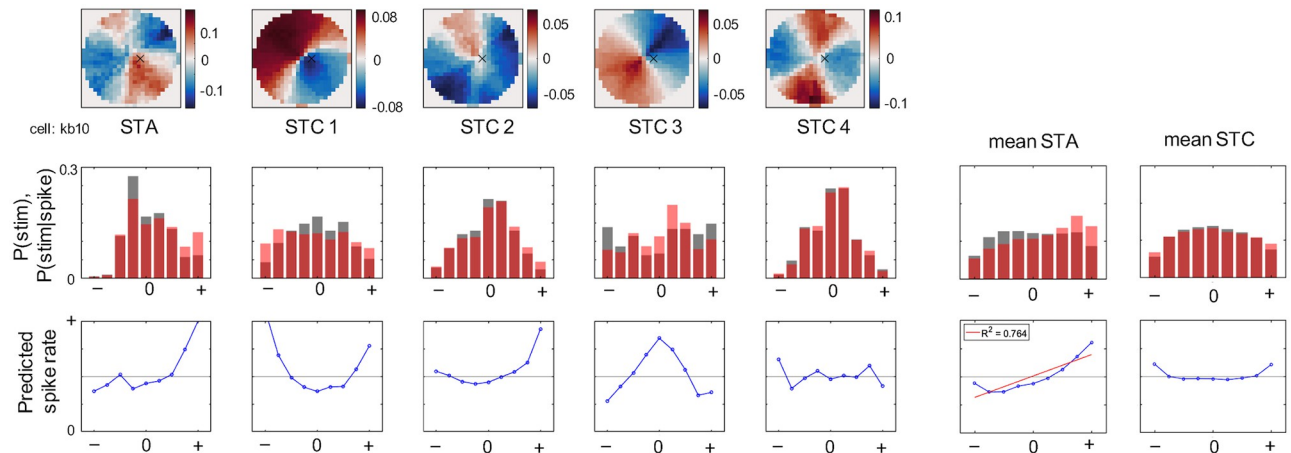 0.1
0
-0.1
0.08
0
-0.08
0.05
0
-0.05
0.05
0
-0.05
0.1
0
-0.1
cell: kb10
STA
STC 1
STC 2
STC 3
STC 4
mean STA
mean STC
0.3
P(stim),
P(stim|spike)
0
− 0 +
− 0 +
− 0 +
− 0 +
− 0 +
− 0 +
− 0 +
+
Predicted
spike rate
0
R² = 0.764
− 0 +
− 0 +
− 0 +
− 0 +
− 0 +
− 0 +
− 0 +